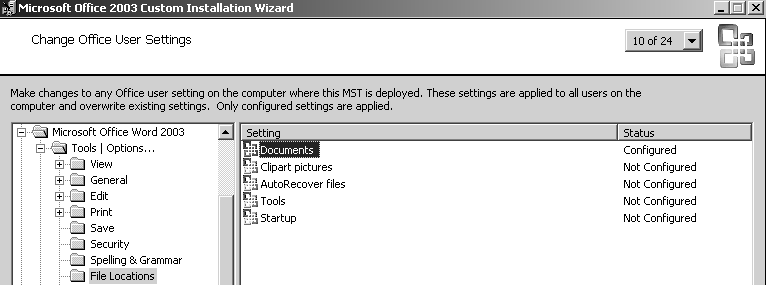 Microsoft Office 2003 Custom Installation Wizard
Change Office User Settings
10 of 24
Make changes to any Office user setting on the computer where this MST is deployed. These settings are applied to all users on the
computer and overwrite existing settings.  Only configured settings are applied.
Microsoft Office Word 2003
Tools | Options...
View
General
Edit
Print
Save
Security
Spelling & Grammar
File Locations
Setting Status
Documents Configured
Clipart pictures Not Configured
AutoRecover files Not Configured
Tools Not Configured
Startup Not Configured